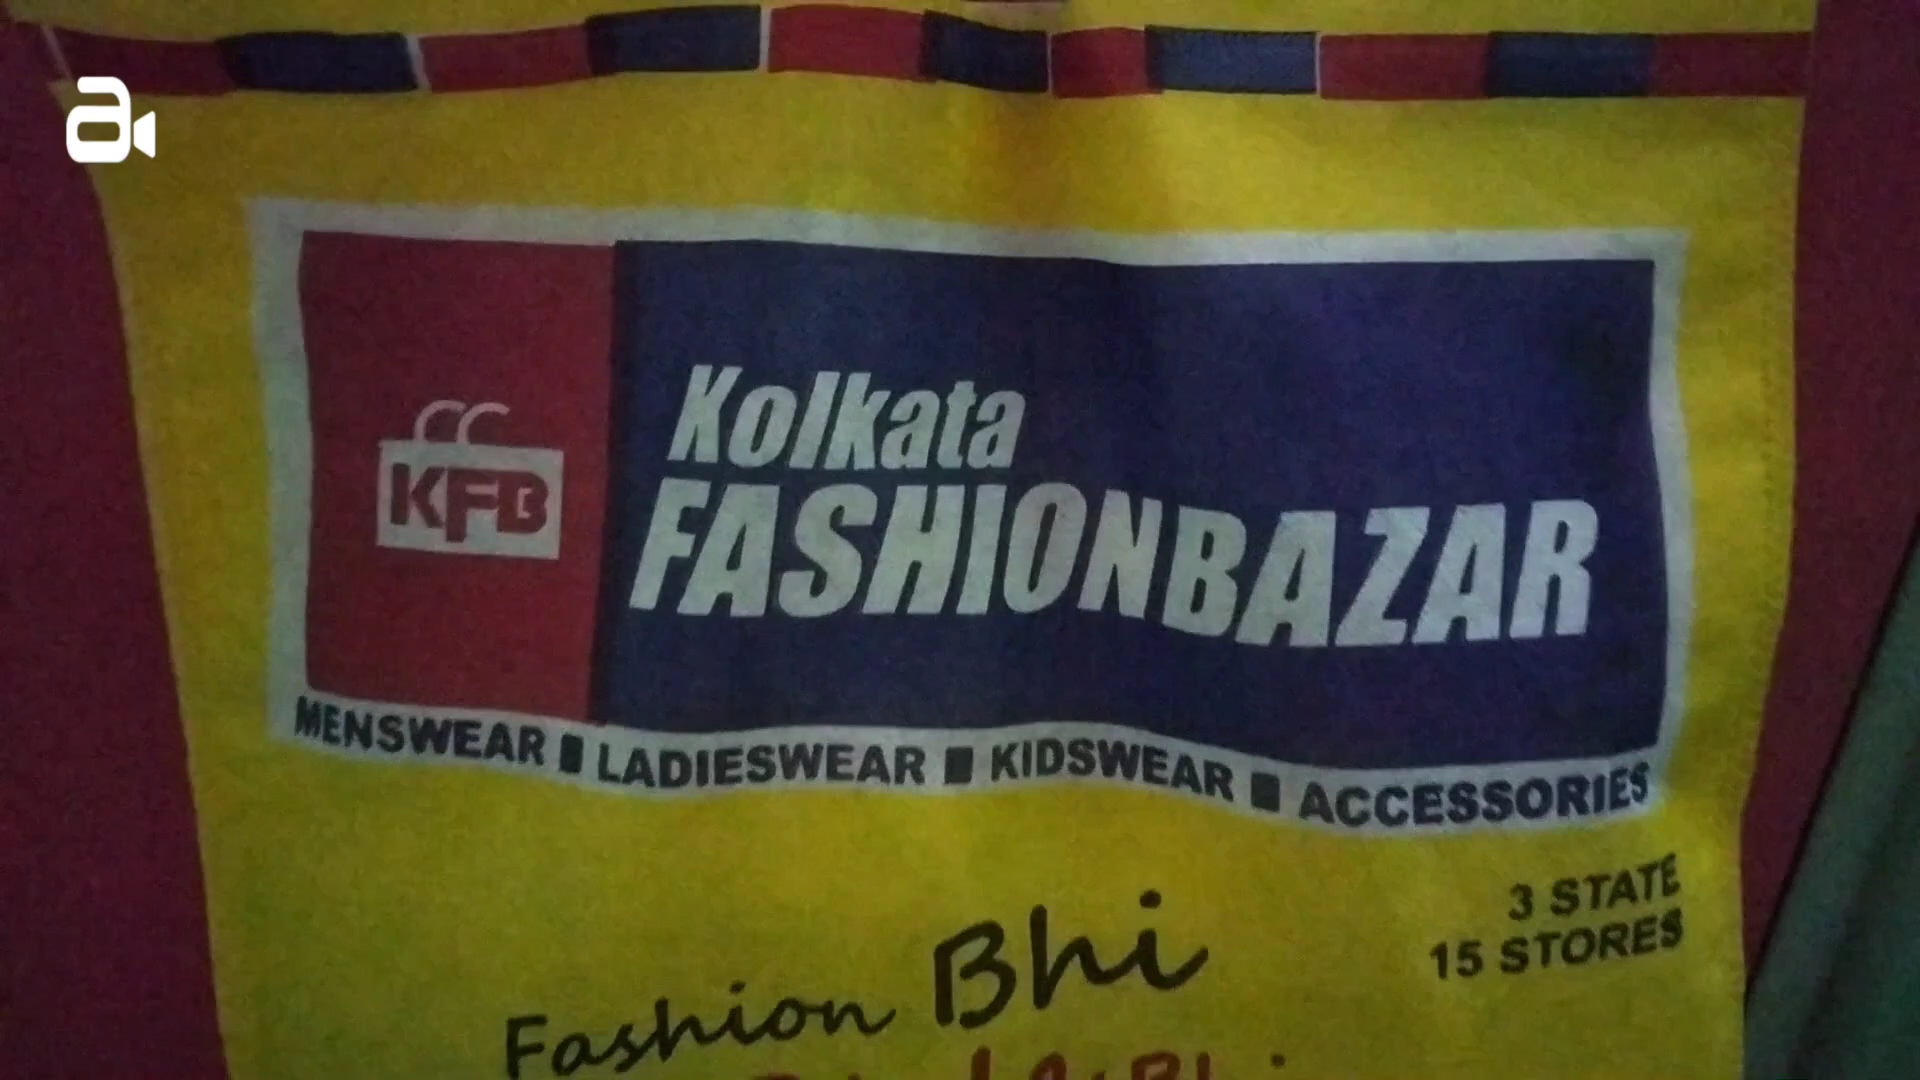 KFB
Kolkata
FASHIONBAZAR
MENSWEAR ■ LADIESWEAR ■ KIDSWEAR ■ ACCESSORIES
3 STATE
15 STORES
Fashion Bhi